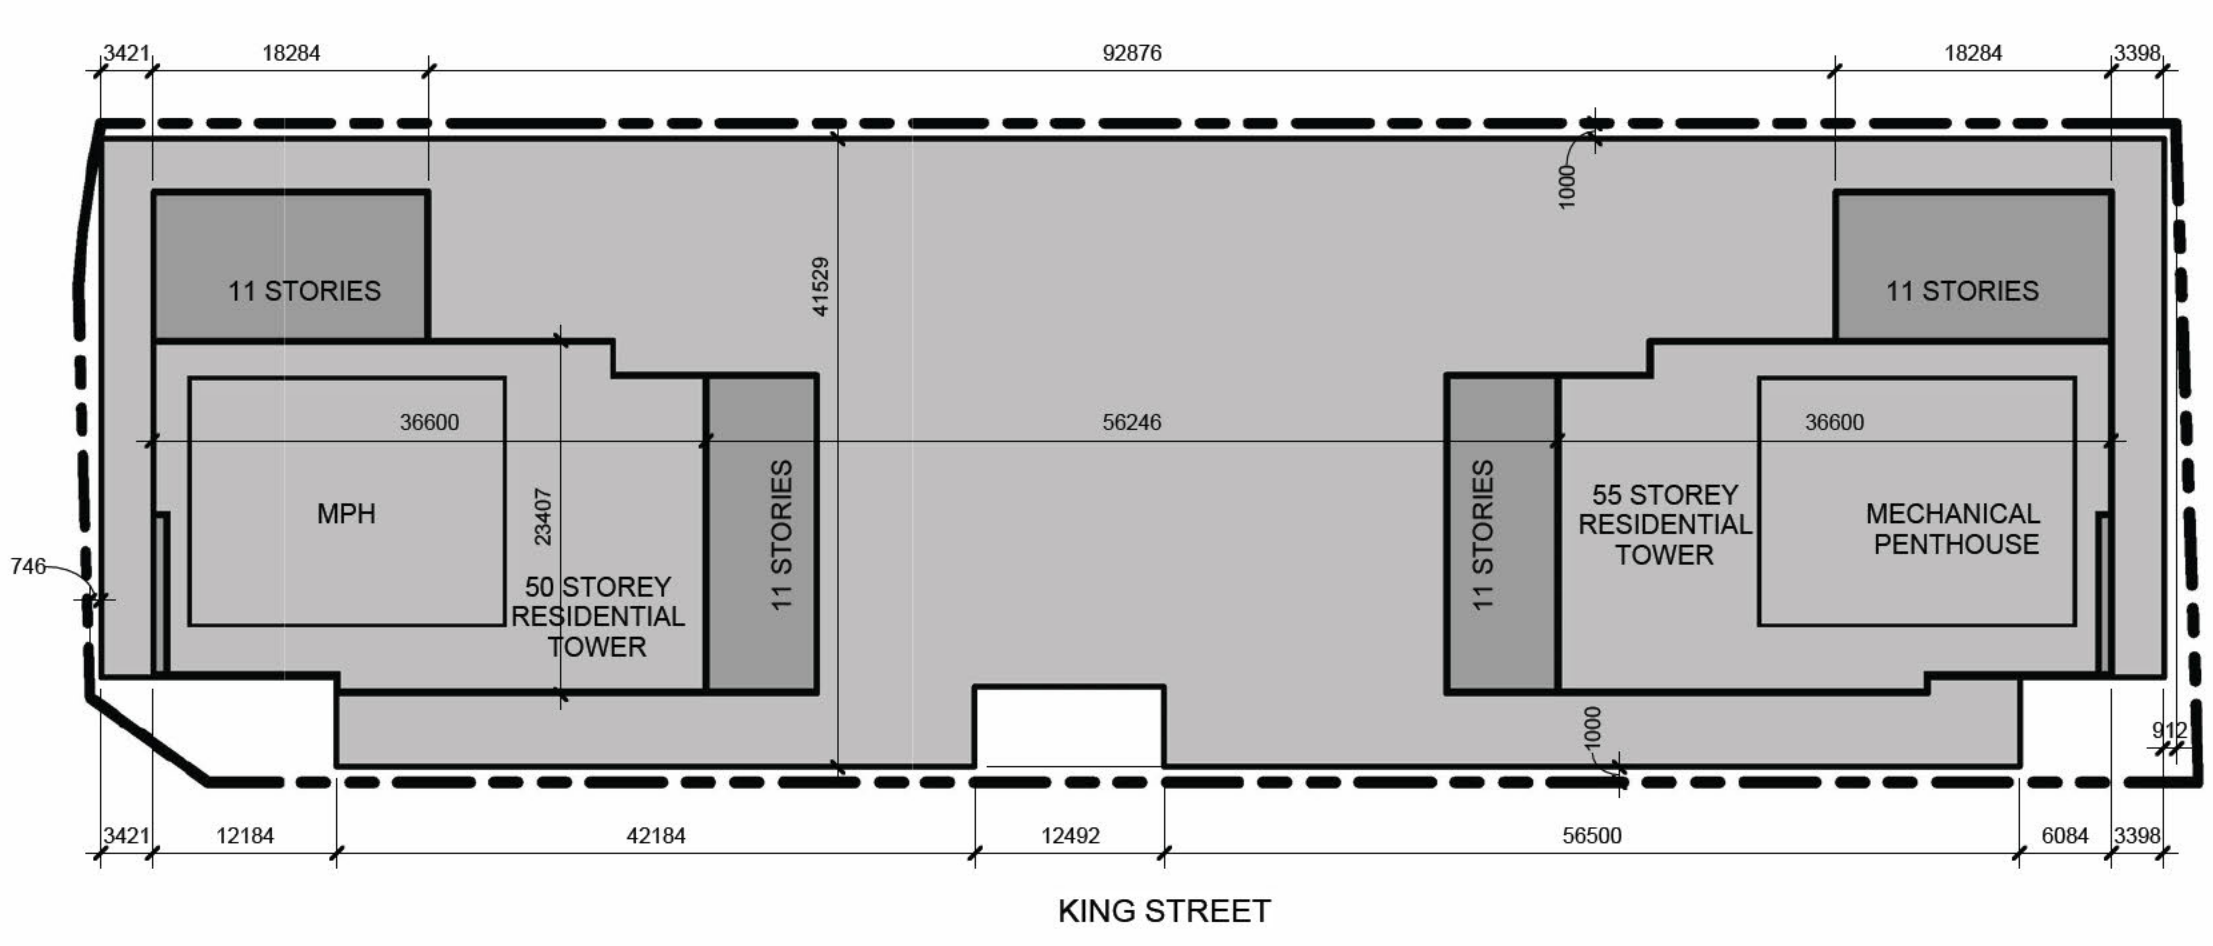 3421
18284
92876
18284
3398
1000
11 STORIES
41529
11 STORIES
36600
56246
36600
MPH
23407
11 STORIES
11 STORIES
55 STOREY
RESIDENTIAL
TOWER
MECHANICAL
PENTHOUSE
746
50 STOREY
RESIDENTIAL
TOWER
1000
912
3421
12184
42184
12492
56500
6084
3398
KING STREET